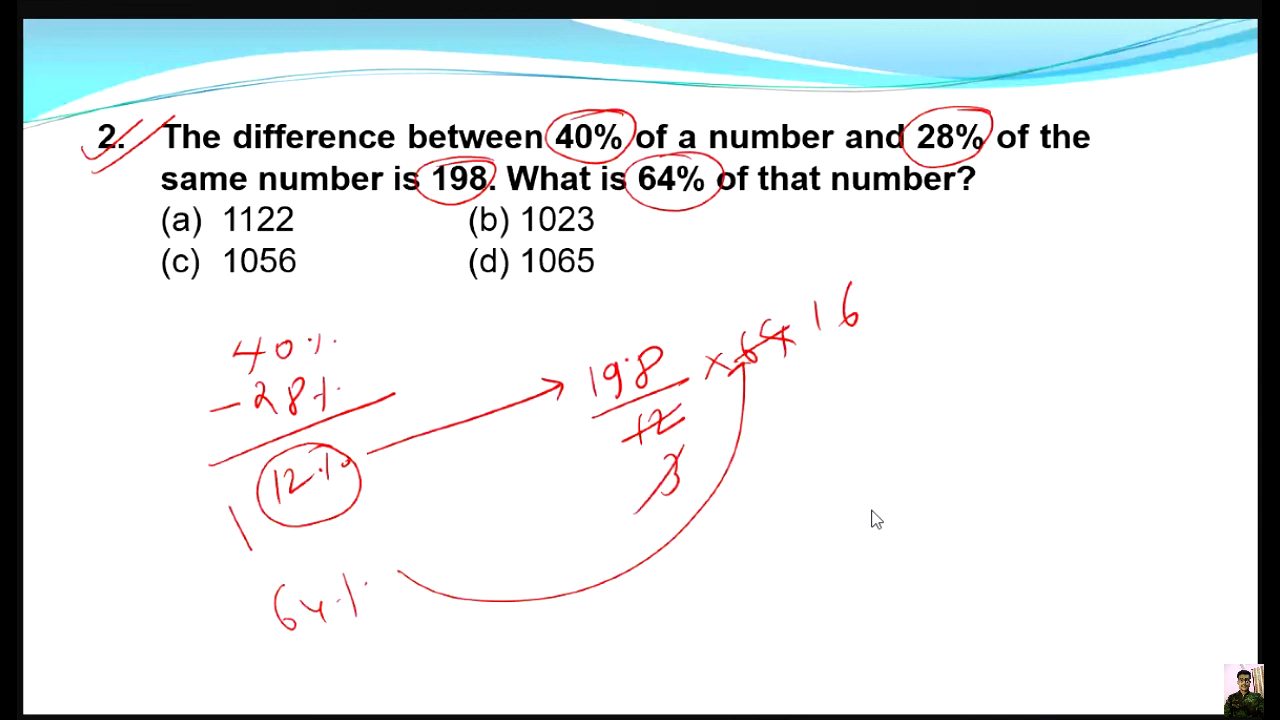 2. The difference between 40% of a number and 28% of the
same number is 198. What is 64% of that number?
(a) 1122 (b) 1023
(c) 1056 (d) 1065
40%
-28%
12%
198 × 64 16
12
3
1
64%